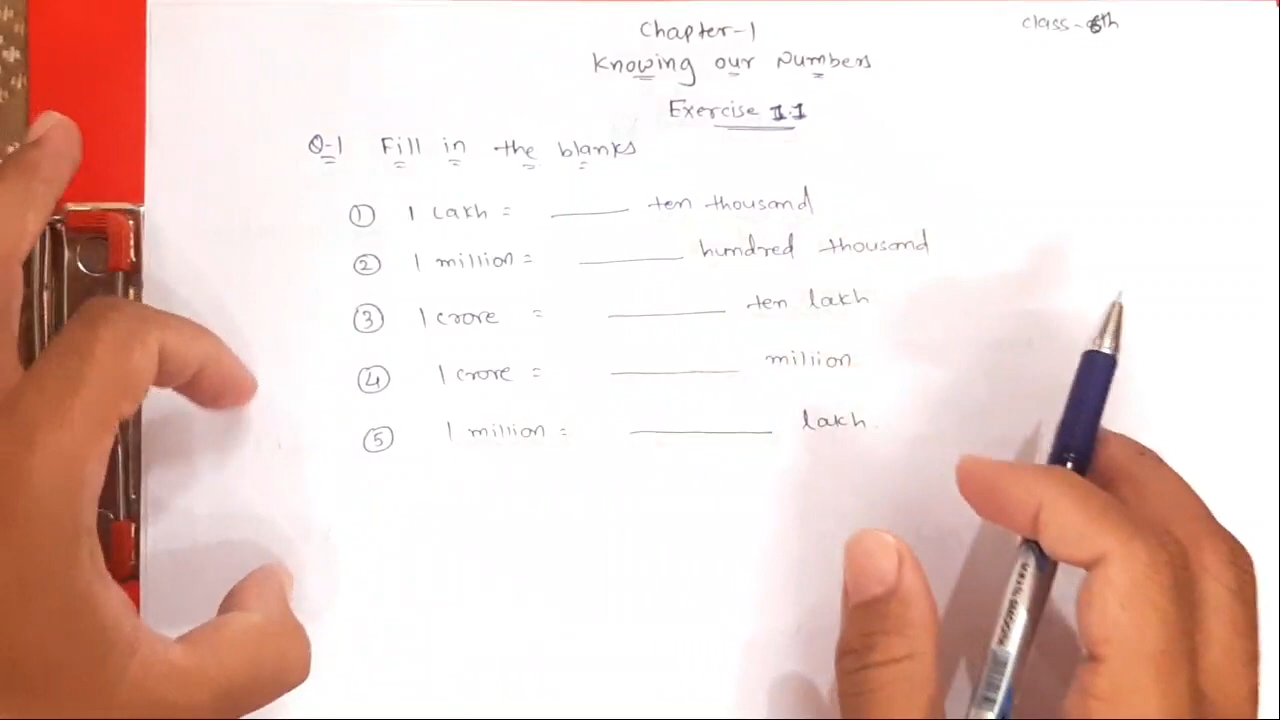 Chapter-1
class-6th
Knowing our Numbers
Exercise 1.1
Q-1 Fill in the blanks
① 1 Lakh = ______ ten thousand
② 1 million = ______ hundred thousand
③ 1 crore = ______ ten lakh
④ 1 crore = ______ million
⑤ 1 million = ______ lakh.